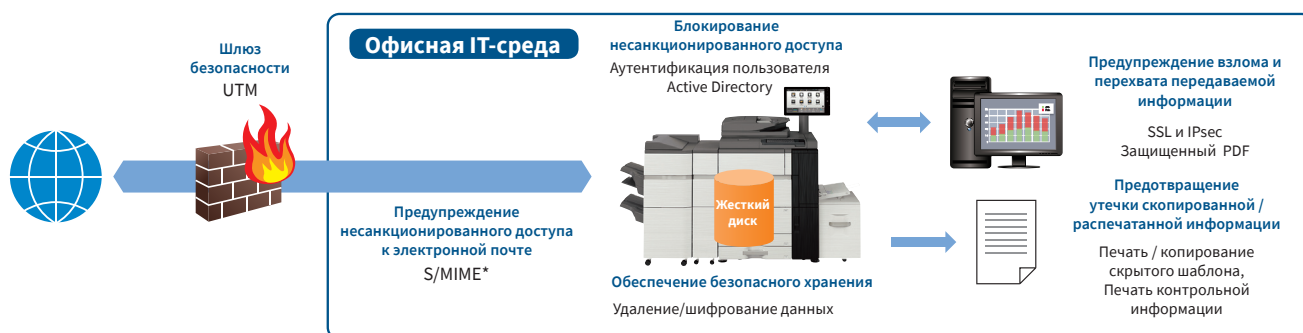 Шлюз
безопасности
UTM
Офисная IT-среда
Предупреждение
несанкционированного доступа
к электронной почте
S/MIME*
Блокирование
несанкционированного доступа
Аутентификация пользователя
Active Directory
Жесткий
диск
Обеспечение безопасного хранения
Удаление/шифрование данных
Предупреждение взлома и
перехвата передаваемой
информации
SSL и IPsec
Защищенный PDF
Предотвращение
утечки скопированной /
распечатанной информации
Печать / копирование
скрытого шаблона,
Печать контрольной
информации